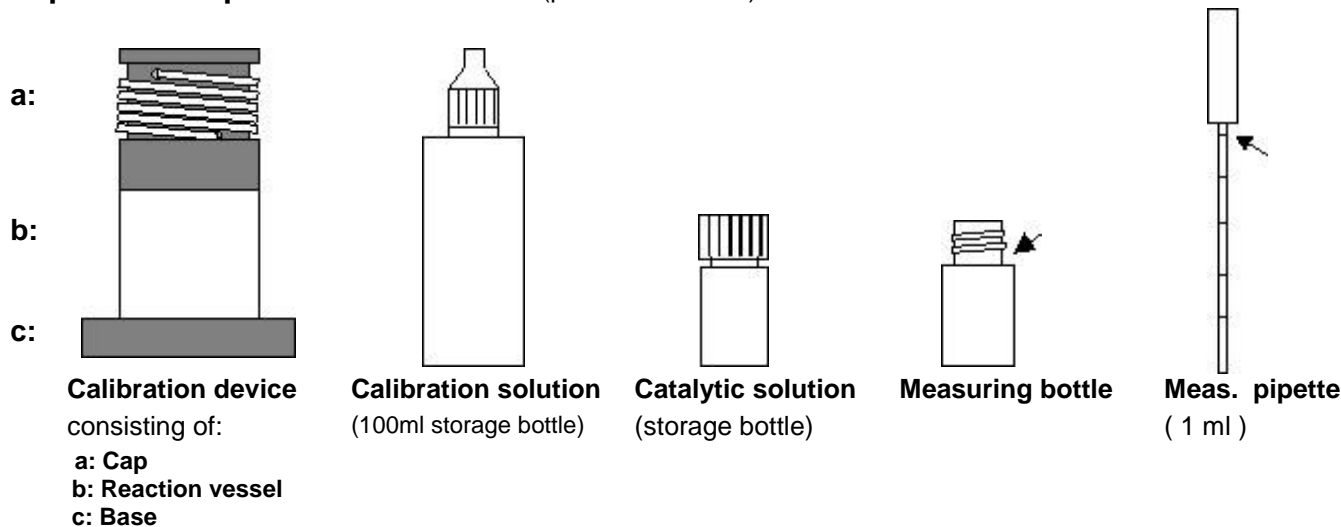 a:
b:
c:
Calibration device
consisting of:
a: Cap
b: Reaction vessel
c: Base
Calibration solution
(100ml storage bottle)
Catalytic solution
(storage bottle)
Measuring bottle
Meas. pipette
( 1 ml )